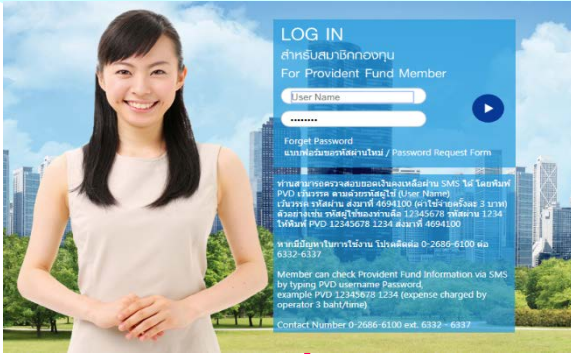 LOG IN
สำหรับสมาชิกกองทุน
For Provident Fund Member
User Name
••••••••
Forget Password
แบบฟอร์มขอรหัสผ่านใหม่ / Password Request Form
ท่านสามารถตรวจสอบยอดเงินคงเหลือผ่าน SMS ได้ โดยพิมพ์
PVD เว้นวรรค ตามด้วยรหัสผู้ใช้ (User Name)
เว้นวรรค รหัสผ่าน ส่งมาที่ 4694100 (ค่าใช้จ่ายครั้งละ 3 บาท)
ตัวอย่างเช่น รหัสผู้ใช้ของท่านคือ 12345678 รหัสผ่าน 1234
ให้พิมพ์ PVD 12345678 1234 ส่งมาที่ 4694100
หากมีปัญหาในการใช้งาน โปรดติดต่อ 0-2686-6100 ต่อ
6332-6337
Member can check Provident Fund Information via SMS
by typing PVD username Password,
example PVD 12345678 1234 (expense charged by
operator 3 baht/time)
Contact Number 0-2686-6100 ext. 6332 - 6337